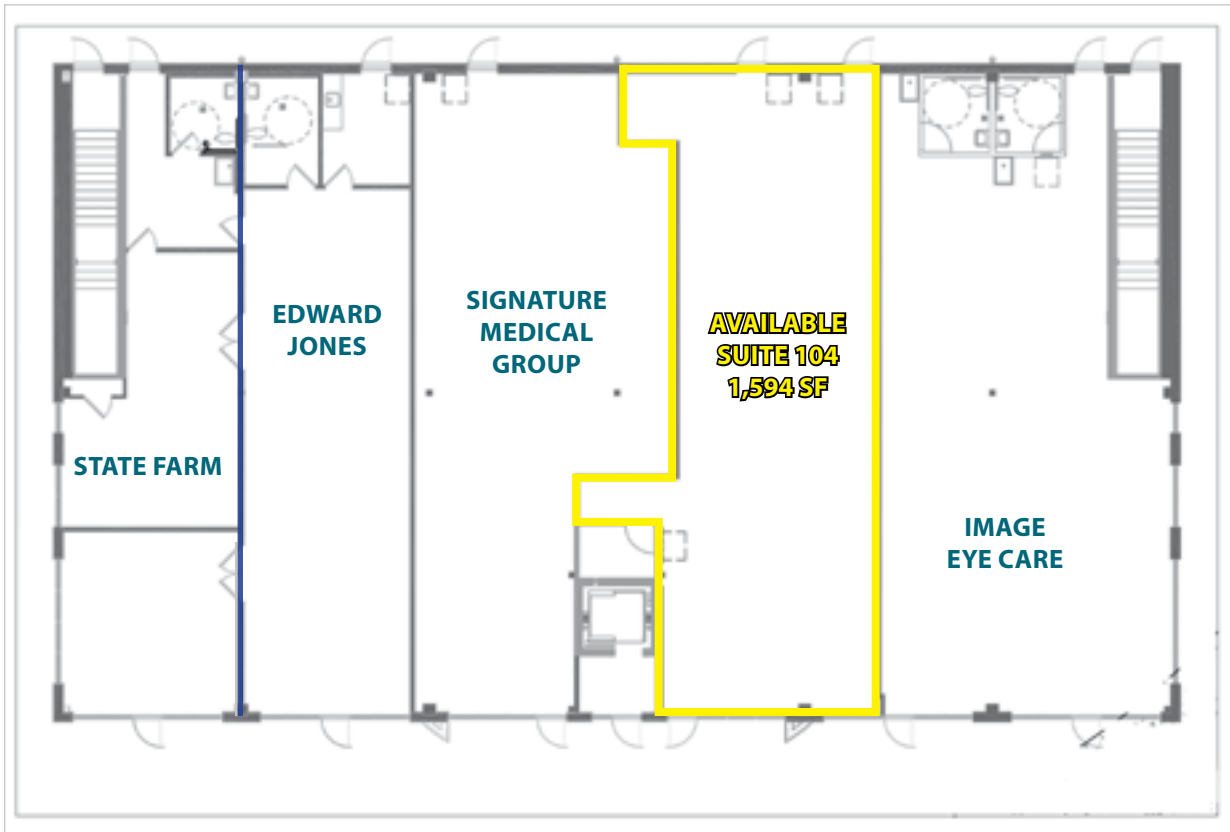 STATE FARM
EDWARD
JONES
SIGNATURE
MEDICAL
GROUP
AVAILABLE
SUITE 104
1,594 SF
IMAGE
EYE CARE